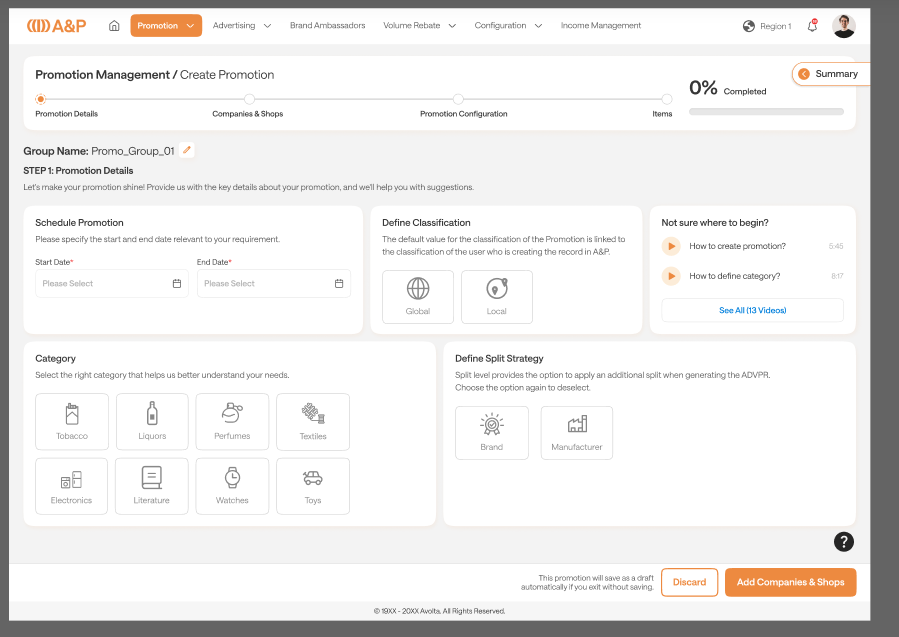 A&P
Promotion
Advertising
Brand Ambassadors
Volume Rebate
Configuration
Income Management
Region 1
Promotion Management / Create Promotion
Summary
0% Completed
Promotion Details
Companies & Shops
Promotion Configuration
Items
Group Name: Promo_Group_01
STEP 1: Promotion Details
Let's make your promotion shine! Provide us with the key details about your promotion, and we'll help you with suggestions.
Schedule Promotion
Please specify the start and end date relevant to your requirement.
Start Date*
End Date*
Please Select
Please Select
Define Classification
The default value for the classification of the Promotion is linked to
the classification of the user who is creating the record in A&P.
Global
Local
Not sure where to begin?
How to create promotion?
5:45
How to define category?
8:17
See All (13 Videos)
Category
Select the right category that helps us better understand your needs.
Tobacco
Liquors
Perfumes
Textiles
Electronics
Literature
Watches
Toys
Define Split Strategy
Split level provides the option to apply an additional split when generating the ADVPR.
Choose the option again to deselect.
Brand
Manufacturer
?
This promotion will save as a draft
automatically if you exit without saving.
Discard
Add Companies & Shops
© 19XX - 20XX Avolta, All Rights Reserved.